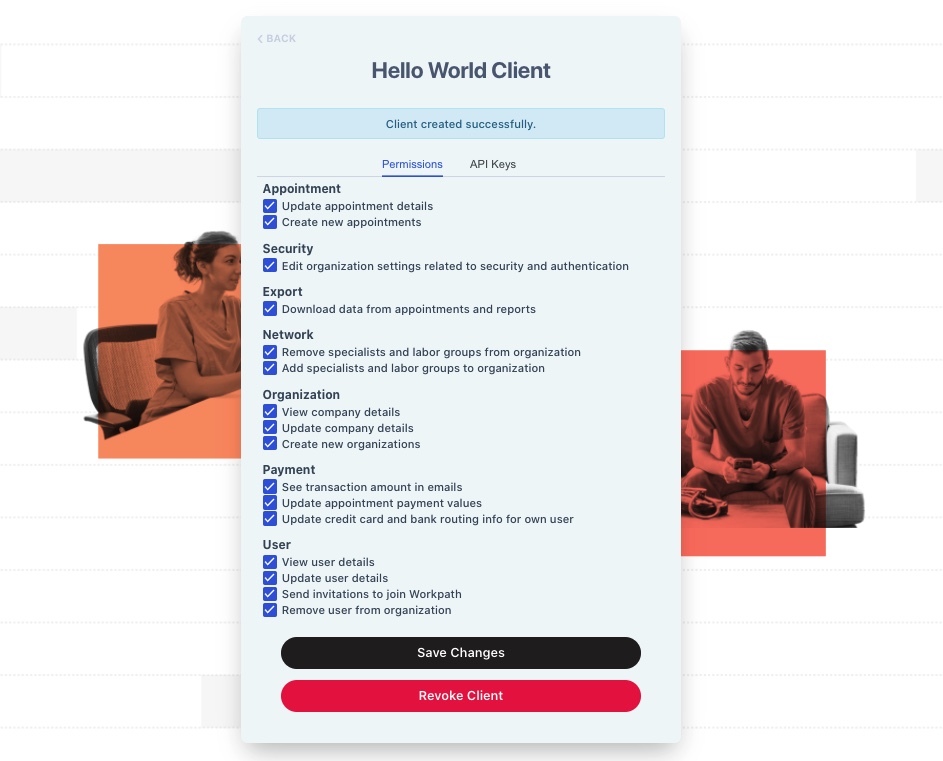 BACK
Hello World Client
Client created successfully.
Permissions
API Keys
Appointment
Update appointment details
Create new appointments
Security
Edit organization settings related to security and authentication
Export
Download data from appointments and reports
Network
Remove specialists and labor groups from organization
Add specialists and labor groups to organization
Organization
View company details
Update company details
Create new organizations
Payment
See transaction amount in emails
Update appointment payment values
Update credit card and bank routing info for own user
User
View user details
Update user details
Send invitations to join Workpath
Remove user from organization
Save Changes
Revoke Client